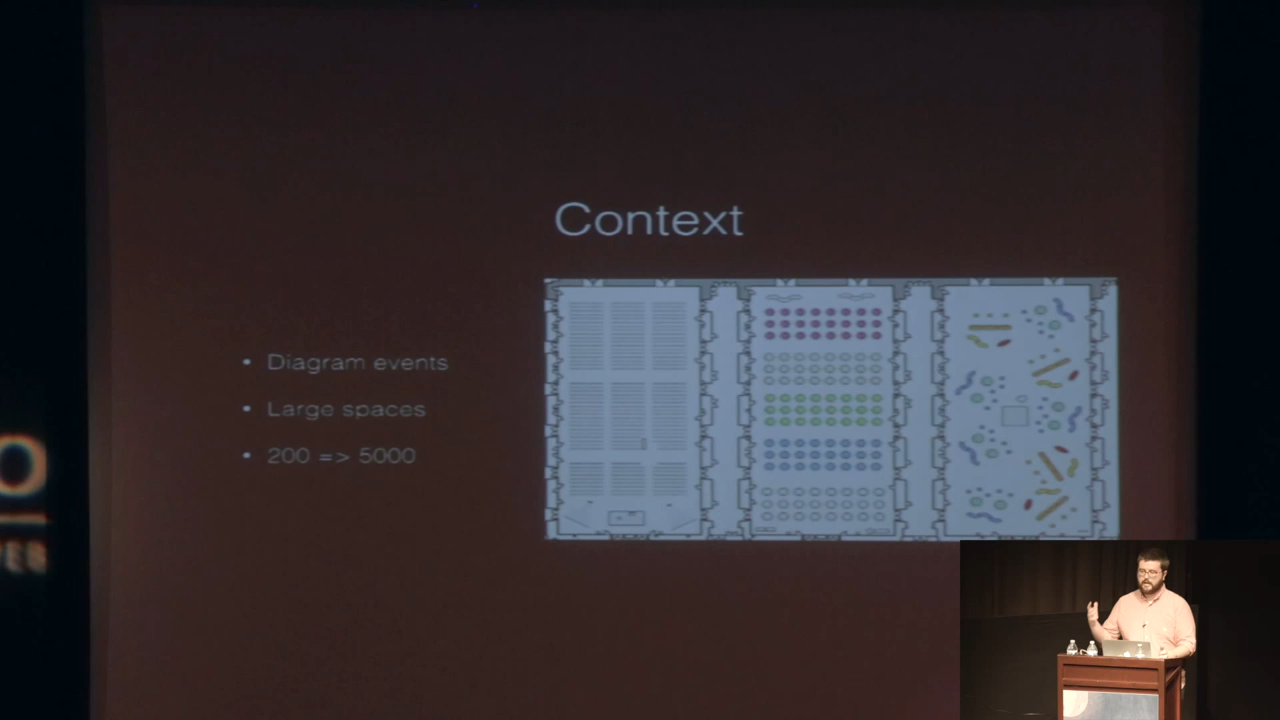 Context
• Diagram events
• Large spaces
• 200 => 5000